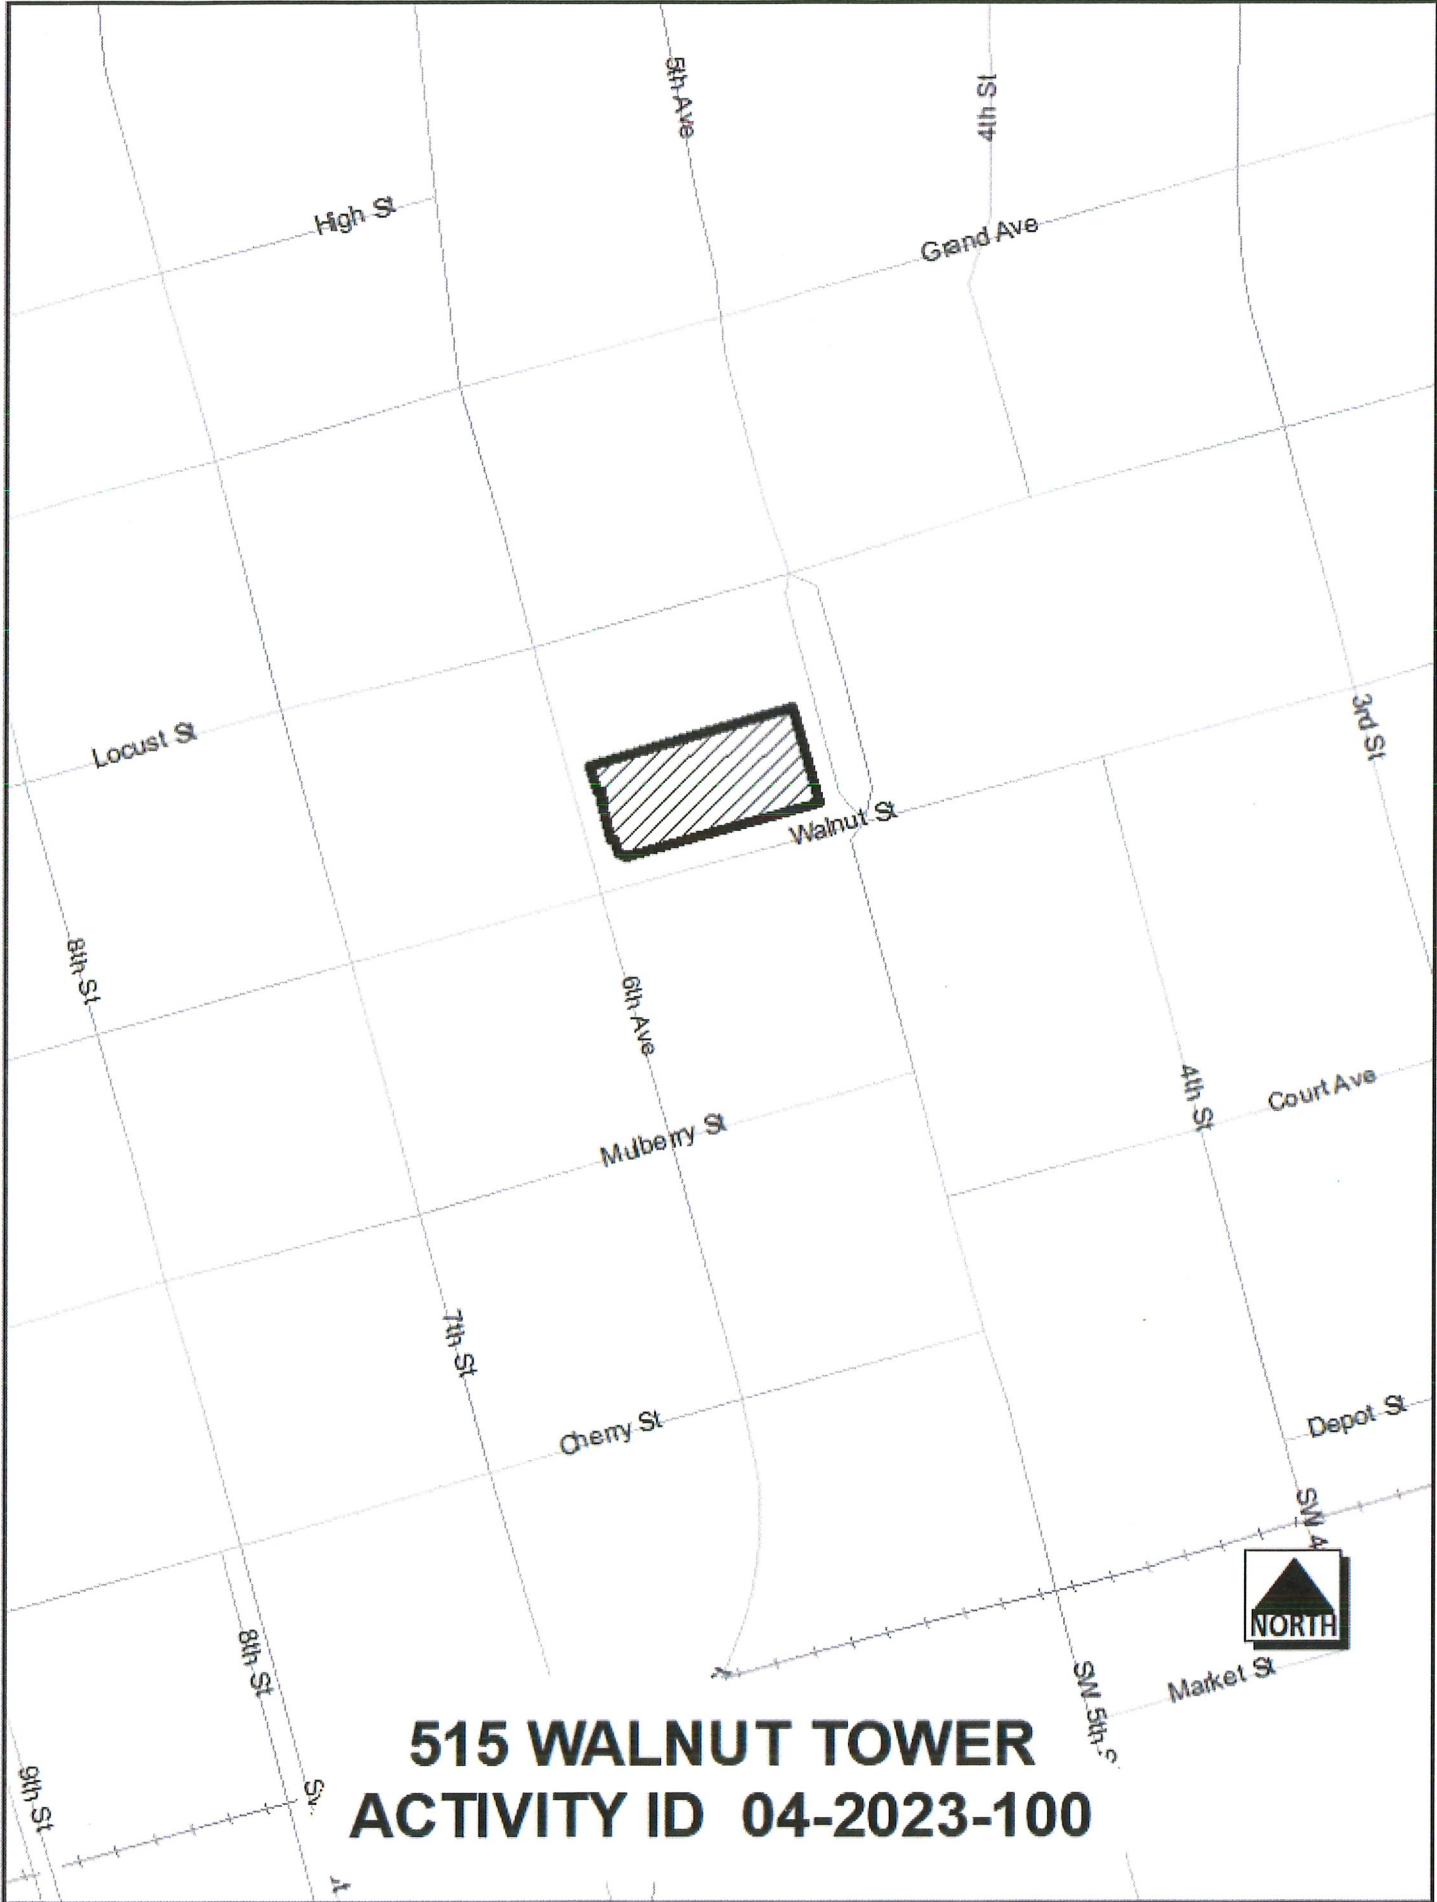 5th Ave
4th St
High St
Grand Ave
Locust St
3rd St
Walnut St
8th St
6th Ave
4th St
Court Ave
Mulberry St
7th St
Cherry St
Depot St
SW 4
NORTH
8th St
Market St
SW 5th S
9th St
515 WALNUT TOWER
ACTIVITY ID 04-2023-100